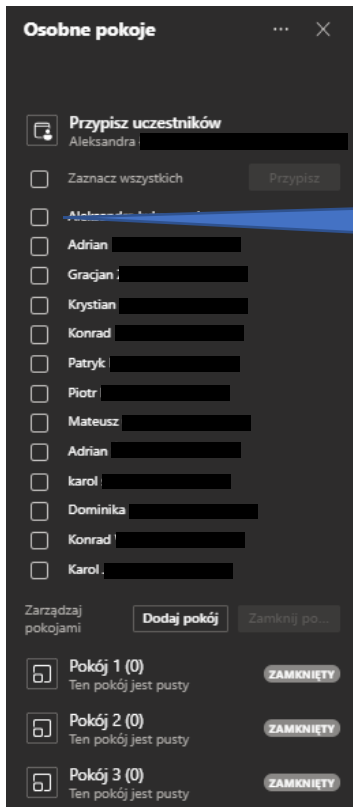 Osobne pokoje
Przypisz uczestników
Aleksandra
Zaznacz wszystkich
Przypisz
Adrian
Gracjan
Krystian
Konrad
Patryk
Piotr
Mateusz
Adrian
karol
Dominika
Konrad
Karol
Zarządzaj
pokojami
Dodaj pokój
Zamknij po...
Pokój 1 (0)
Ten pokój jest pusty
ZAMKNIĘTY
Pokój 2 (0)
Ten pokój jest pusty
ZAMKNIĘTY
Pokój 3 (0)
Ten pokój jest pusty
ZAMKNIĘTY